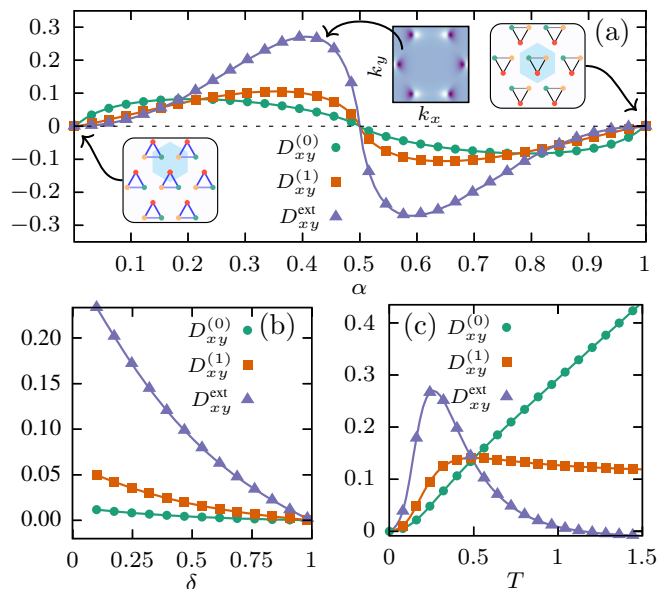 (a)
0.3
0.2
0.1
0
-0.1
-0.2
-0.3
k_y
k_x
D_{xy}^{(0)}
D_{xy}^{(1)}
D_{xy}^{ext}
0.1 0.2 0.3 0.4 0.5 0.6 0.7 0.8 0.9 1
α
(b)
0.20
0.15
0.10
0.05
0.00
D_{xy}^{(0)}
D_{xy}^{(1)}
D_{xy}^{ext}
0 0.25 0.5 0.75 1
δ
(c)
0.4
0.3
0.2
0.1
0
D_{xy}^{(0)}
D_{xy}^{(1)}
D_{xy}^{ext}
0 0.5 1 1.5
T